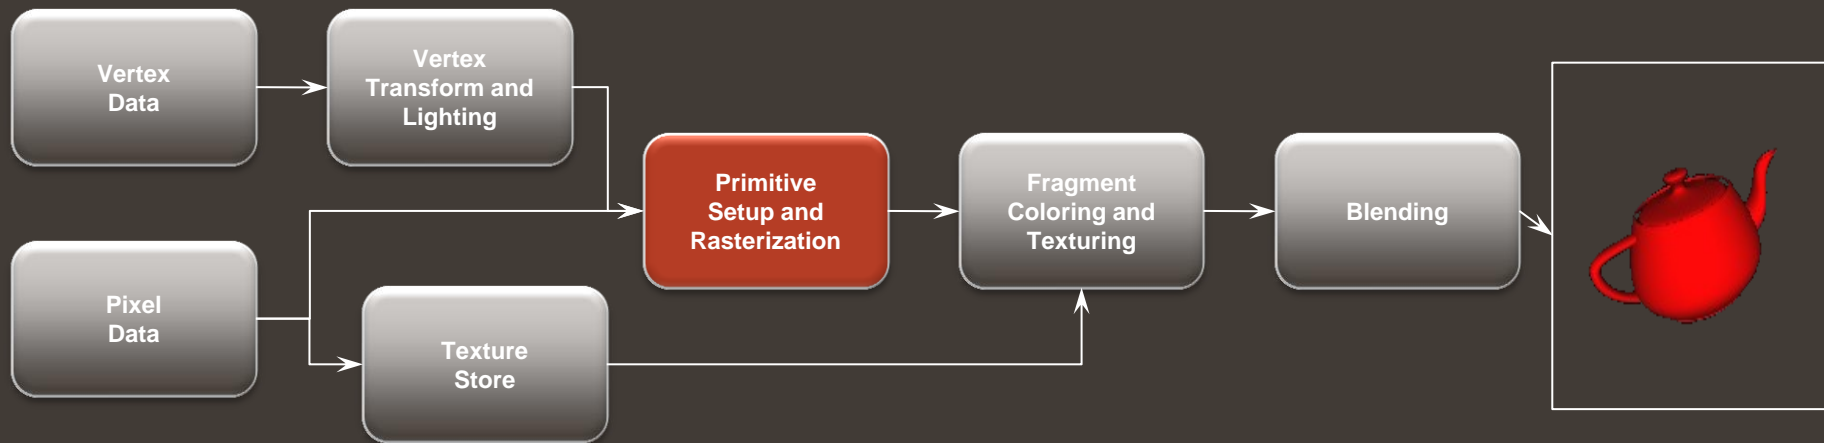 Vertex
Data
Vertex
Transform and
Lighting
Primitive
Setup and
Rasterization
Fragment
Coloring and
Texturing
Blending
Pixel
Data
Texture
Store